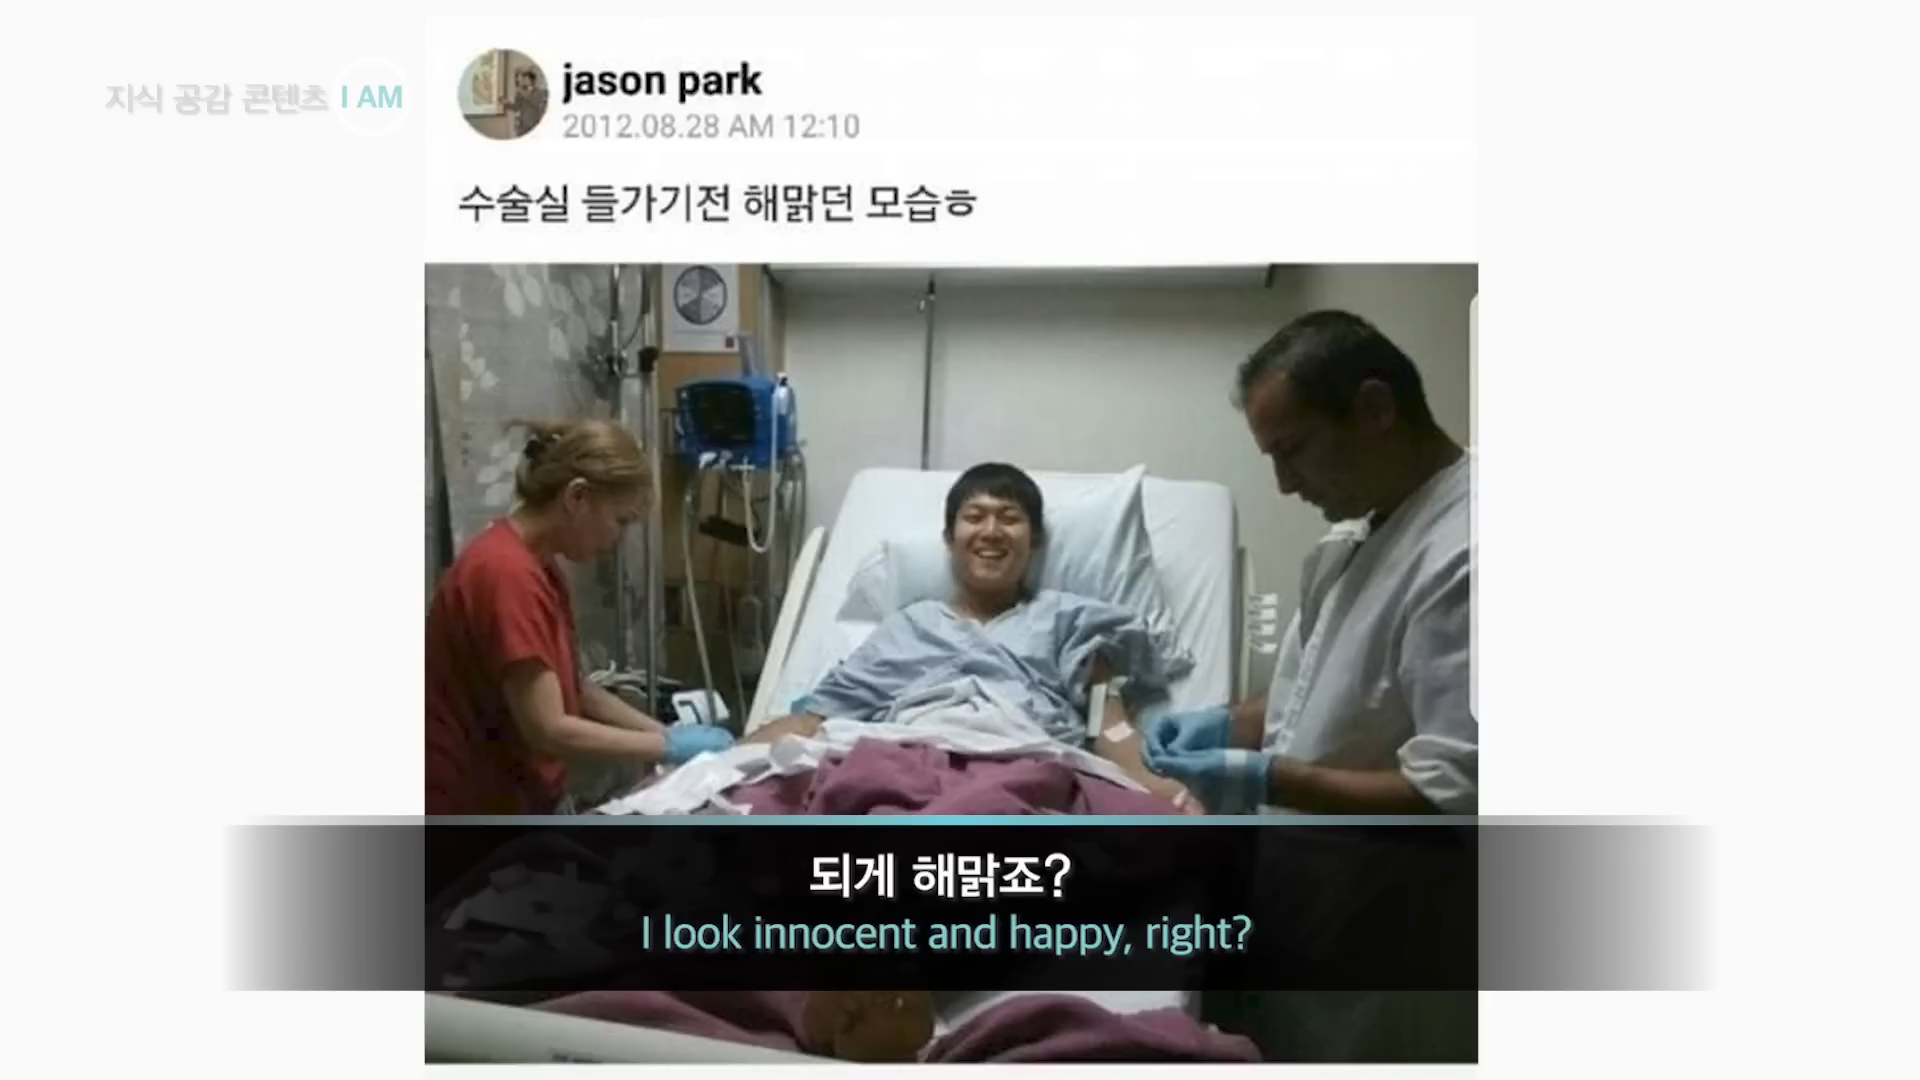 지식 공감 콘텐츠 I AM
jason park
2012.08.28 AM 12:10
수술실 들가기전 해맑던 모습ㅎ
되게 해맑죠?
I look innocent and happy, right?